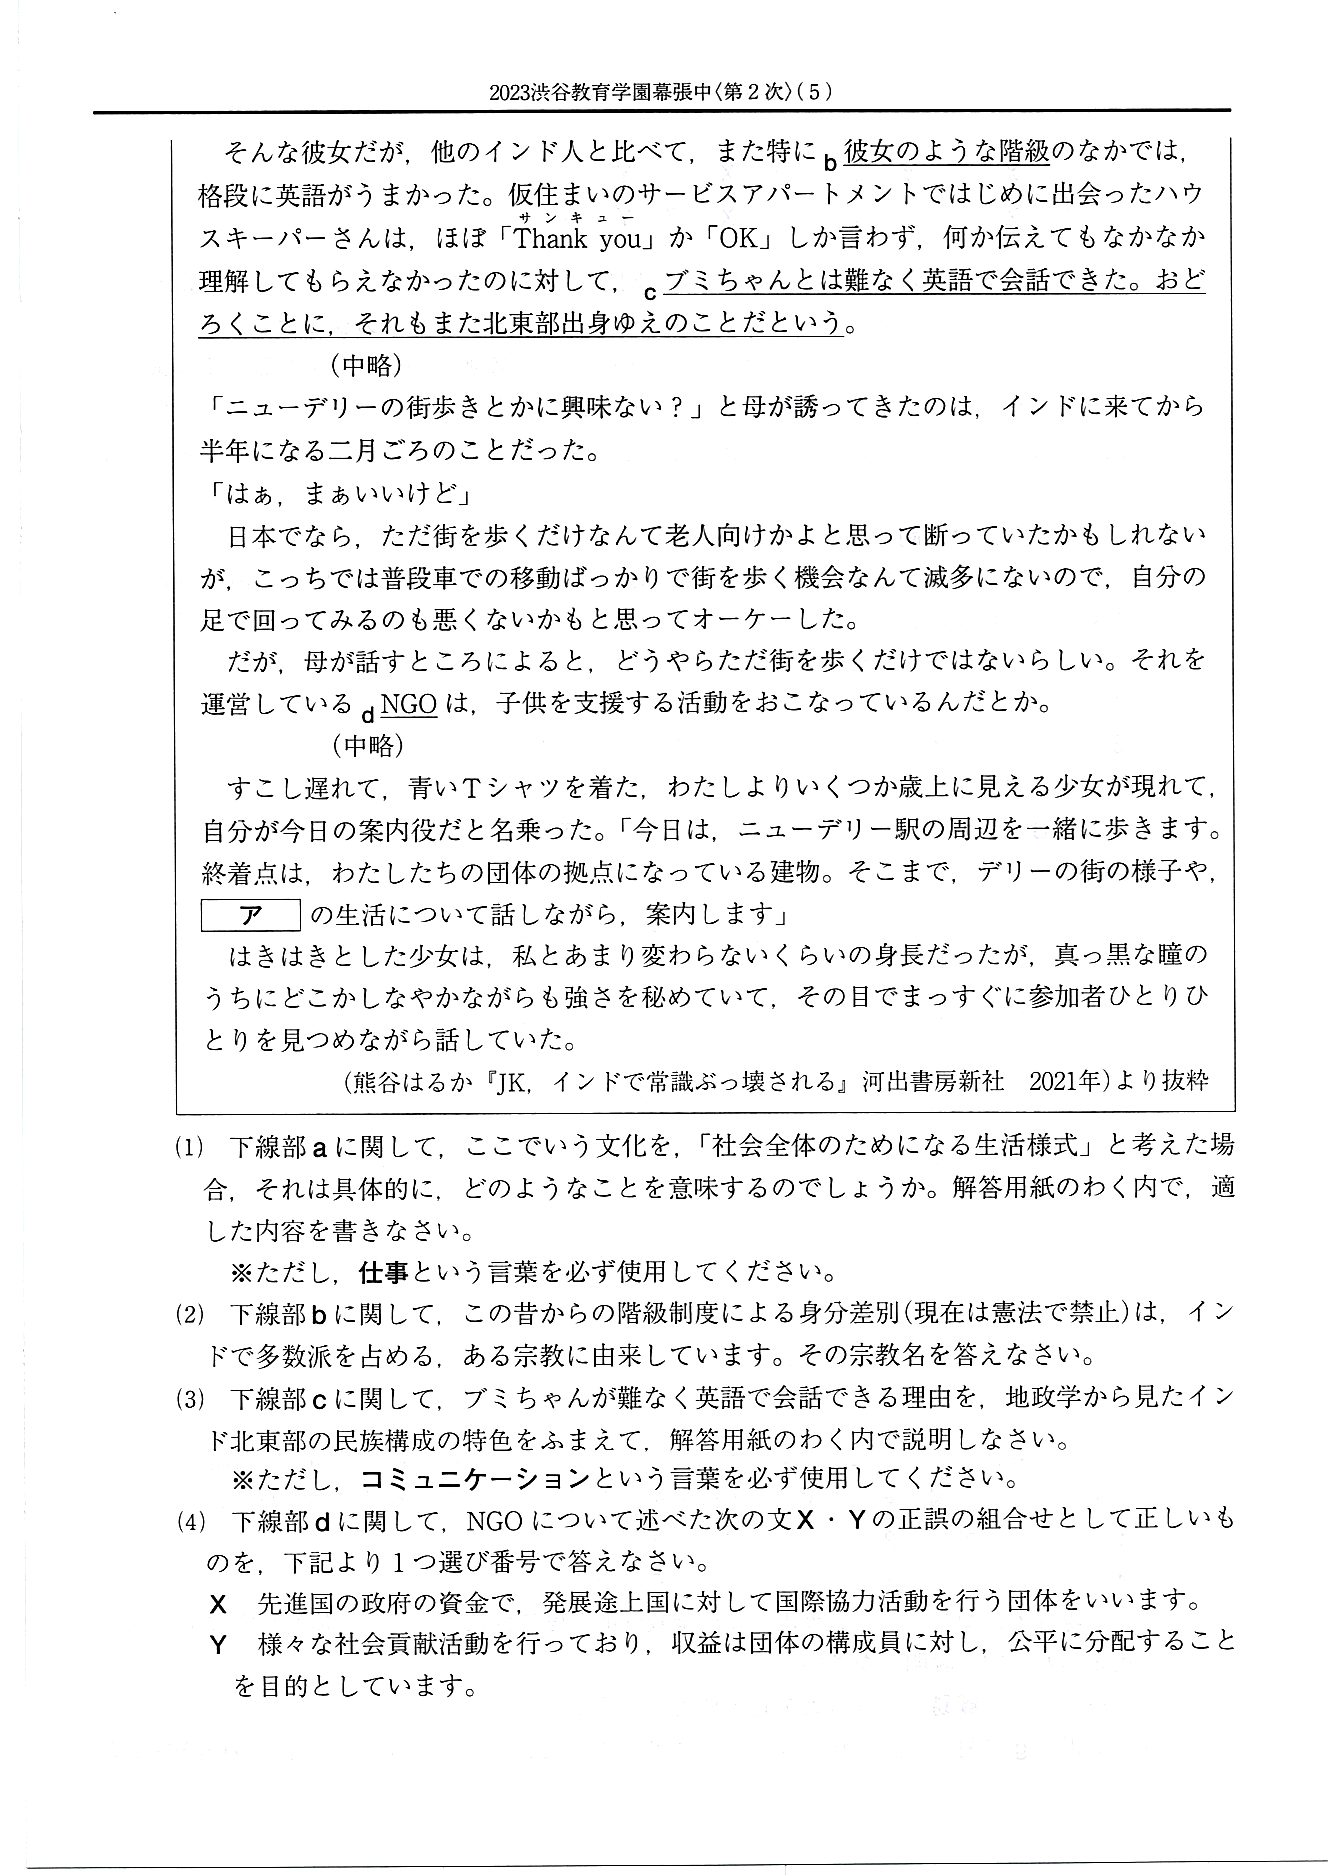 2023渋谷教育学園幕張中〈第２次〉(５)
そんな彼女だが，他のインド人と比べて，また特にb彼女のような階級のなかでは，
格段に英語がうまかった。仮住まいのサービスアパートメントではじめに出会ったハウ
サンキュー
スキーパーさんは，ほぼ「Thank you」か「OK」しか言わず，何か伝えてもなかなか
理解してもらえなかったのに対して，cブミちゃんとは難なく英語で会話できた。おど
ろくことに，それもまた北東部出身ゆえのことだという。
（中略）
「ニューデリーの街歩きとかに興味ない？」と母が誘ってきたのは，インドに来てから
半年になる二月ごろのことだった。
「はぁ，まぁいいけど」
日本でなら，ただ街を歩くだけなんて老人向けかよと思って断っていたかもしれない
が，こっちでは普段車での移動ばっかりで街を歩く機会なんて滅多にないので，自分の
足で回ってみるのも悪くないかもと思ってオーケーした。
だが，母が話すところによると，どうやらただ街を歩くだけではないらしい。それを
運営しているdNGOは，子供を支援する活動をおこなっているんだとか。
（中略）
すこし遅れて，青いTシャツを着た，わたしよりいくつか歳上に見える少女が現れて，
自分が今日の案内役だと名乗った。「今日は，ニューデリー駅の周辺を一緒に歩きます。
終着点は，わたしたちの団体の拠点になっている建物。そこまで，デリーの街の様子や，
ア の生活について話しながら，案内します」
はきはきとした少女は，私とあまり変わらないくらいの身長だったが，真っ黒な瞳の
うちにどこかしなやかながらも強さを秘めていて，その目でまっすぐに参加者ひとりひ
とりを見つめながら話していた。
(熊谷はるか『JK，インドで常識ぶっ壊される』河出書房新社　2021年)より抜粋
(1)　下線部aに関して，ここでいう文化を，「社会全体のためになる生活様式」と考えた場
合，それは具体的に，どのようなことを意味するのでしょうか。解答用紙のわく内で，適
した内容を書きなさい。
※ただし，仕事という言葉を必ず使用してください。
(2)　下線部bに関して，この昔からの階級制度による身分差別(現在は憲法で禁止)は，イン
ドで多数派を占める，ある宗教に由来しています。その宗教名を答えなさい。
(3)　下線部cに関して，ブミちゃんが難なく英語で会話できる理由を，地政学から見たイン
ド北東部の民族構成の特色をふまえて，解答用紙のわく内で説明しなさい。
※ただし，コミュニケーションという言葉を必ず使用してください。
(4)　下線部dに関して，NGOについて述べた次の文X・Yの正誤の組合せとして正しいも
のを，下記より１つ選び番号で答えなさい。
X　先進国の政府の資金で，発展途上国に対して国際協力活動を行う団体をいいます。
Y　様々な社会貢献活動を行っており，収益は団体の構成員に対し，公平に分配すること
を目的としています。